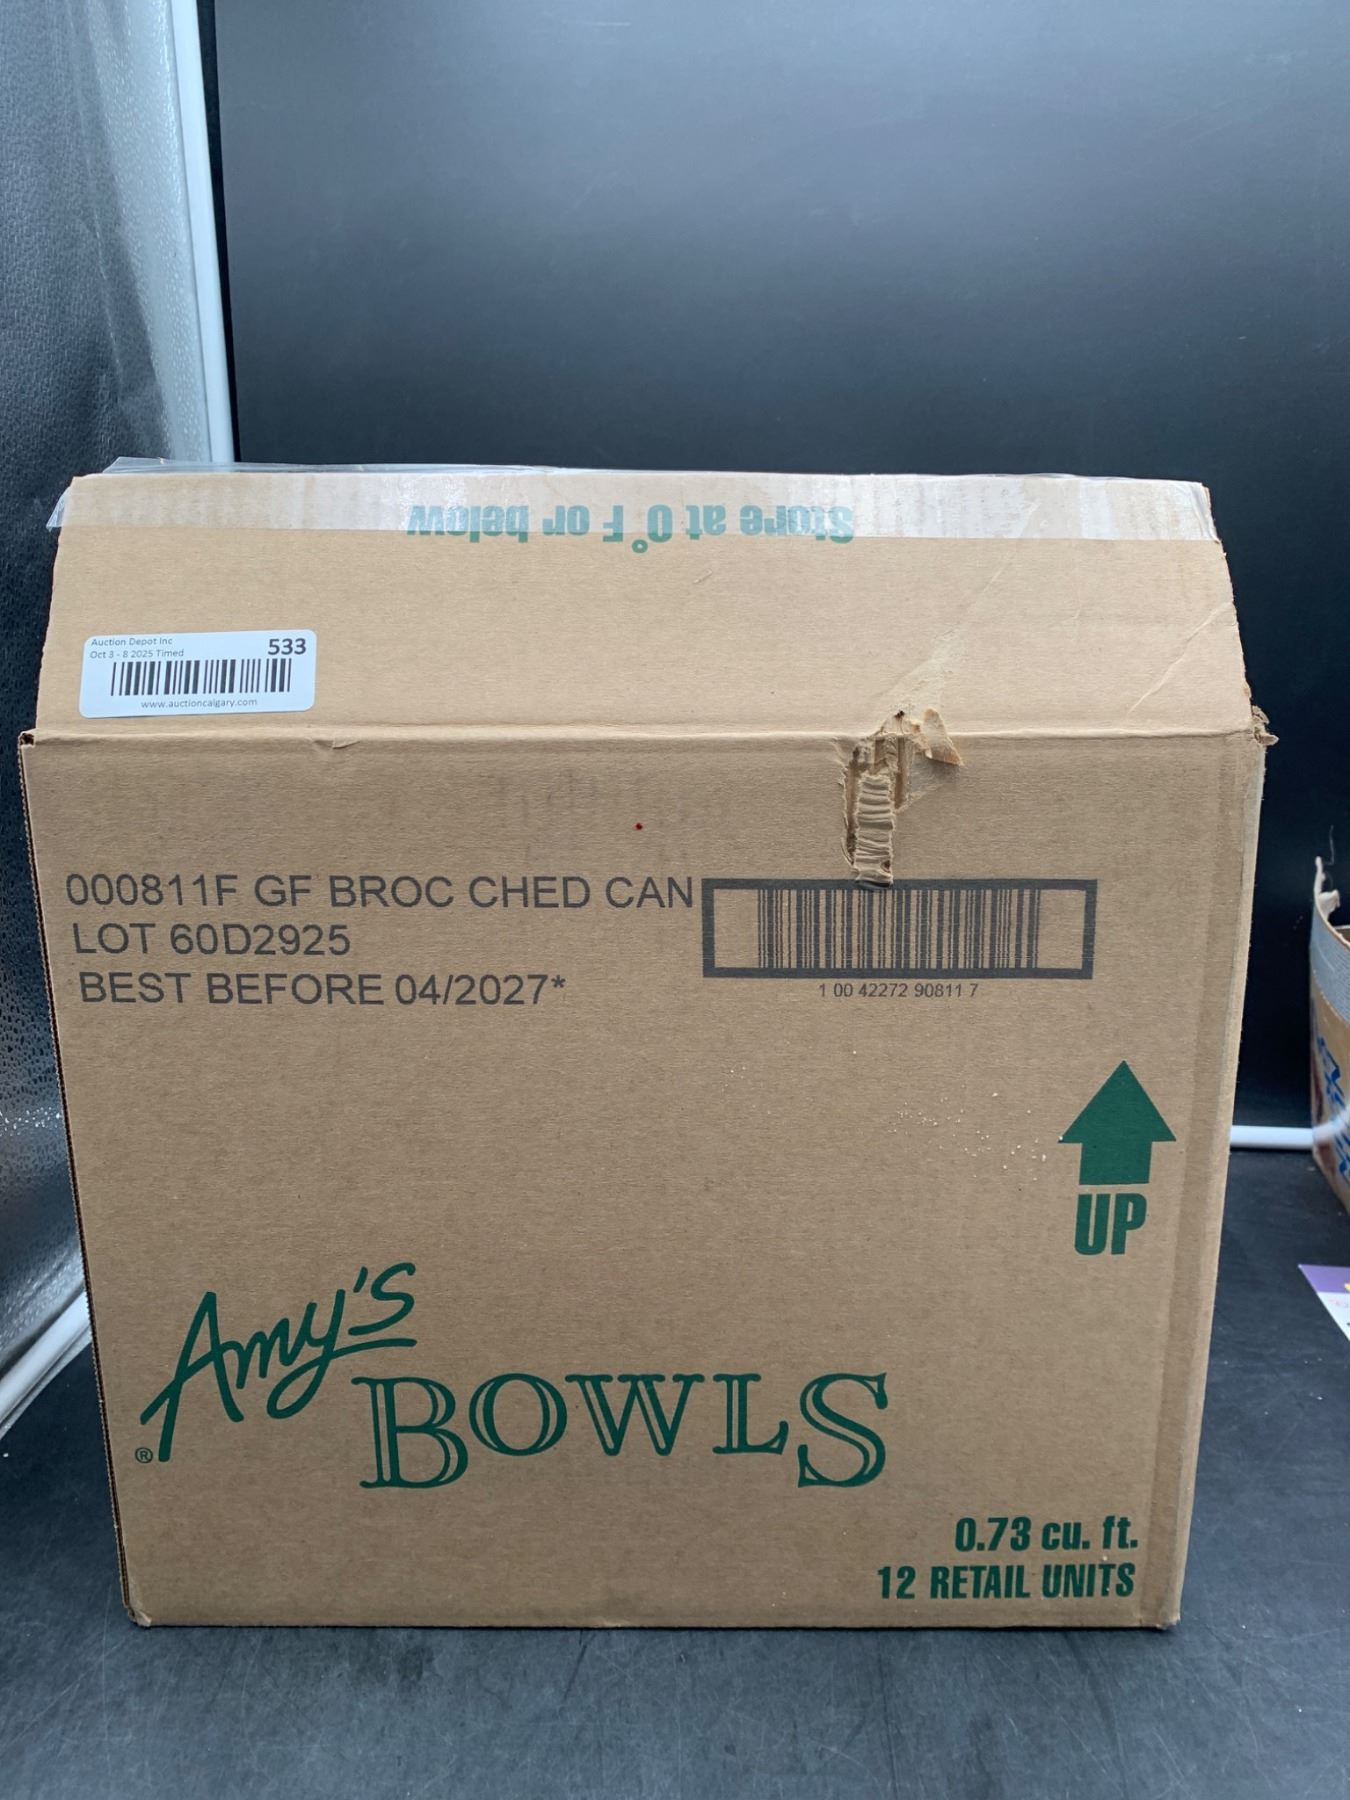 Store at 0° F or below
Auction Depot Inc
Oct 3 - 8 2025 Timed
533
www.auctioncalgary.com
000811F GF BROC CHED CAN
LOT 60D2925
BEST BEFORE 04/2027*
1 00 42272 90811 7
UP
Amy's
®
BOWLS
0.73 cu. ft.
12 RETAIL UNITS